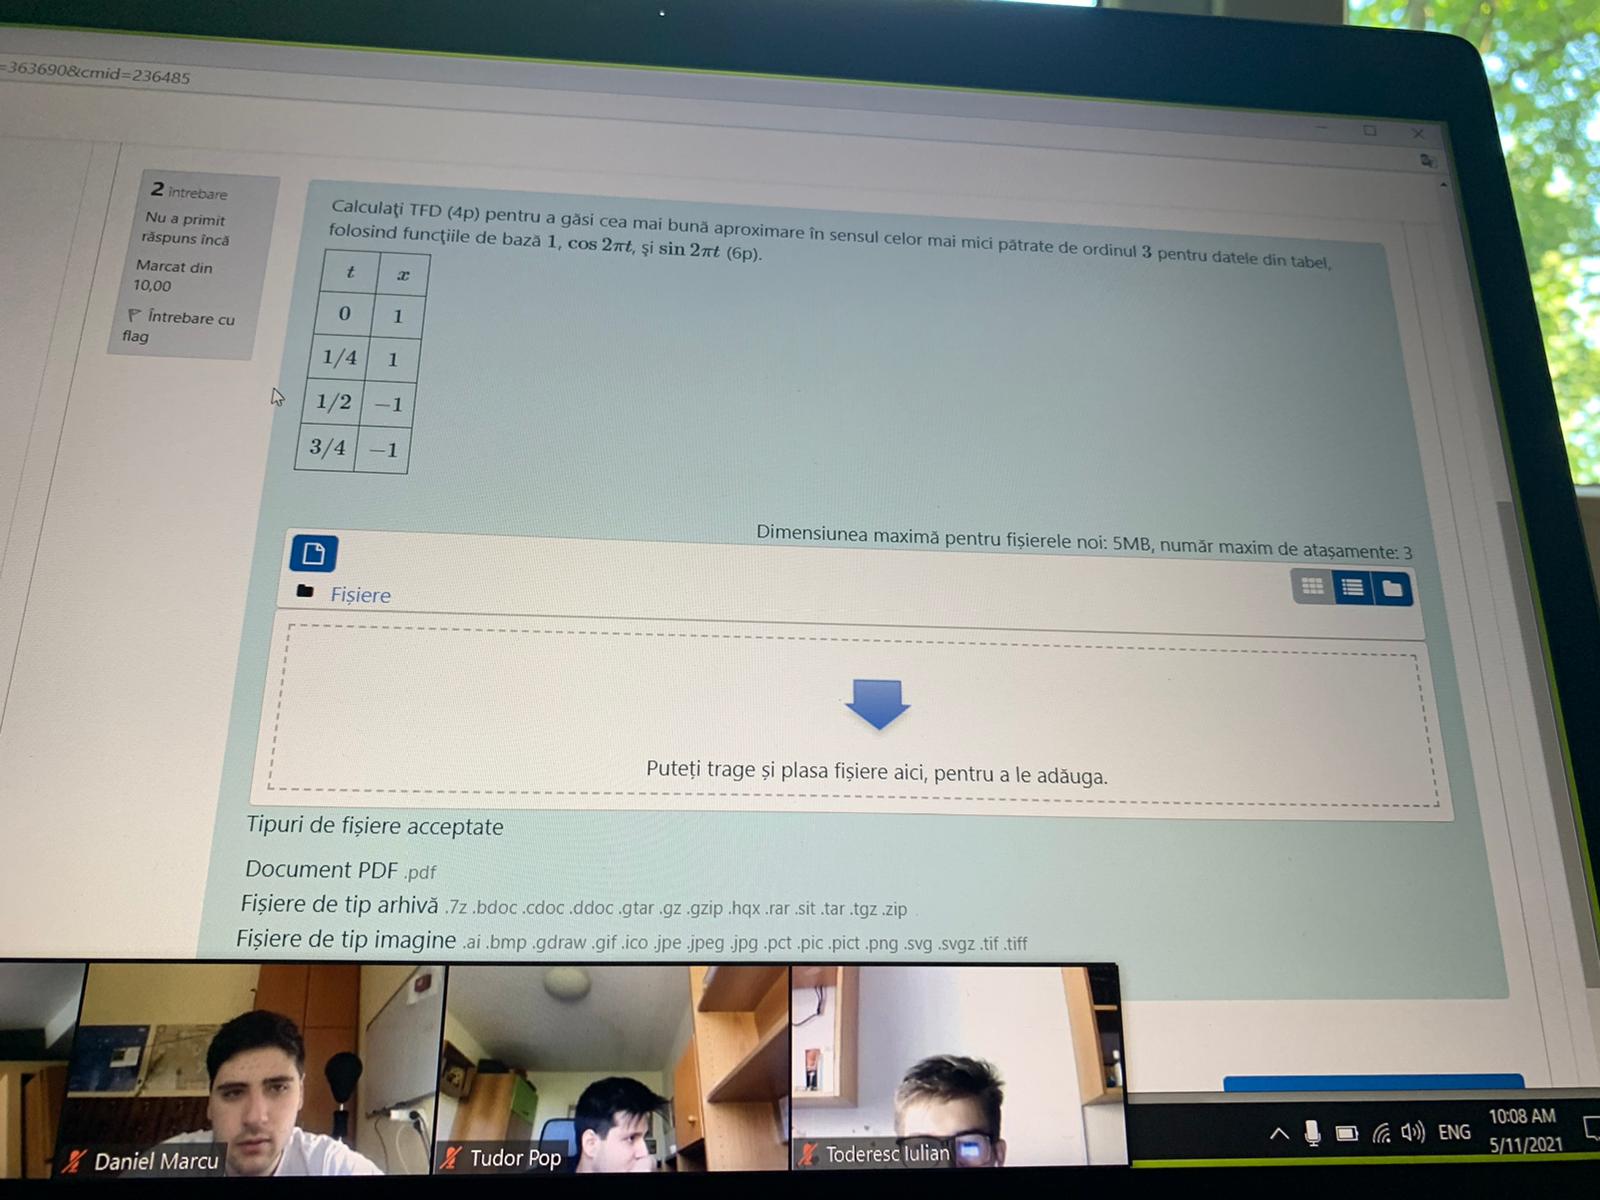 =363690&cmid=236485
2 întrebare
Nu a primit
răspuns încă
Marcat din
10,00
Întrebare cu
flag
Calculaţi TFD (4p) pentru a găsi cea mai bună aproximare în sensul celor mai mici pătrate de ordinul 3 pentru datele din tabel,
folosind funcţiile de bază 1, cos 2πt, şi sin 2πt (6p).
t x
0 1
1/4 1
1/2 −1
3/4 −1
Dimensiunea maximă pentru fișierele noi: 5MB, număr maxim de atașamente: 3
Fișiere
Puteți trage și plasa fișiere aici, pentru a le adăuga.
Tipuri de fișiere acceptate
Document PDF .pdf
Fișiere de tip arhivă .7z .bdoc .cdoc .ddoc .gtar .gz .gzip .hqx .rar .sit .tar .tgz .zip
Fișiere de tip imagine .ai .bmp .gdraw .gif .ico .jpe .jpeg .jpg .pct .pic .pict .png .svg .svgz .tif .tiff
Daniel Marcu
Tudor Pop
Toderesc Iulian
ENG
10:08 AM
5/11/2021